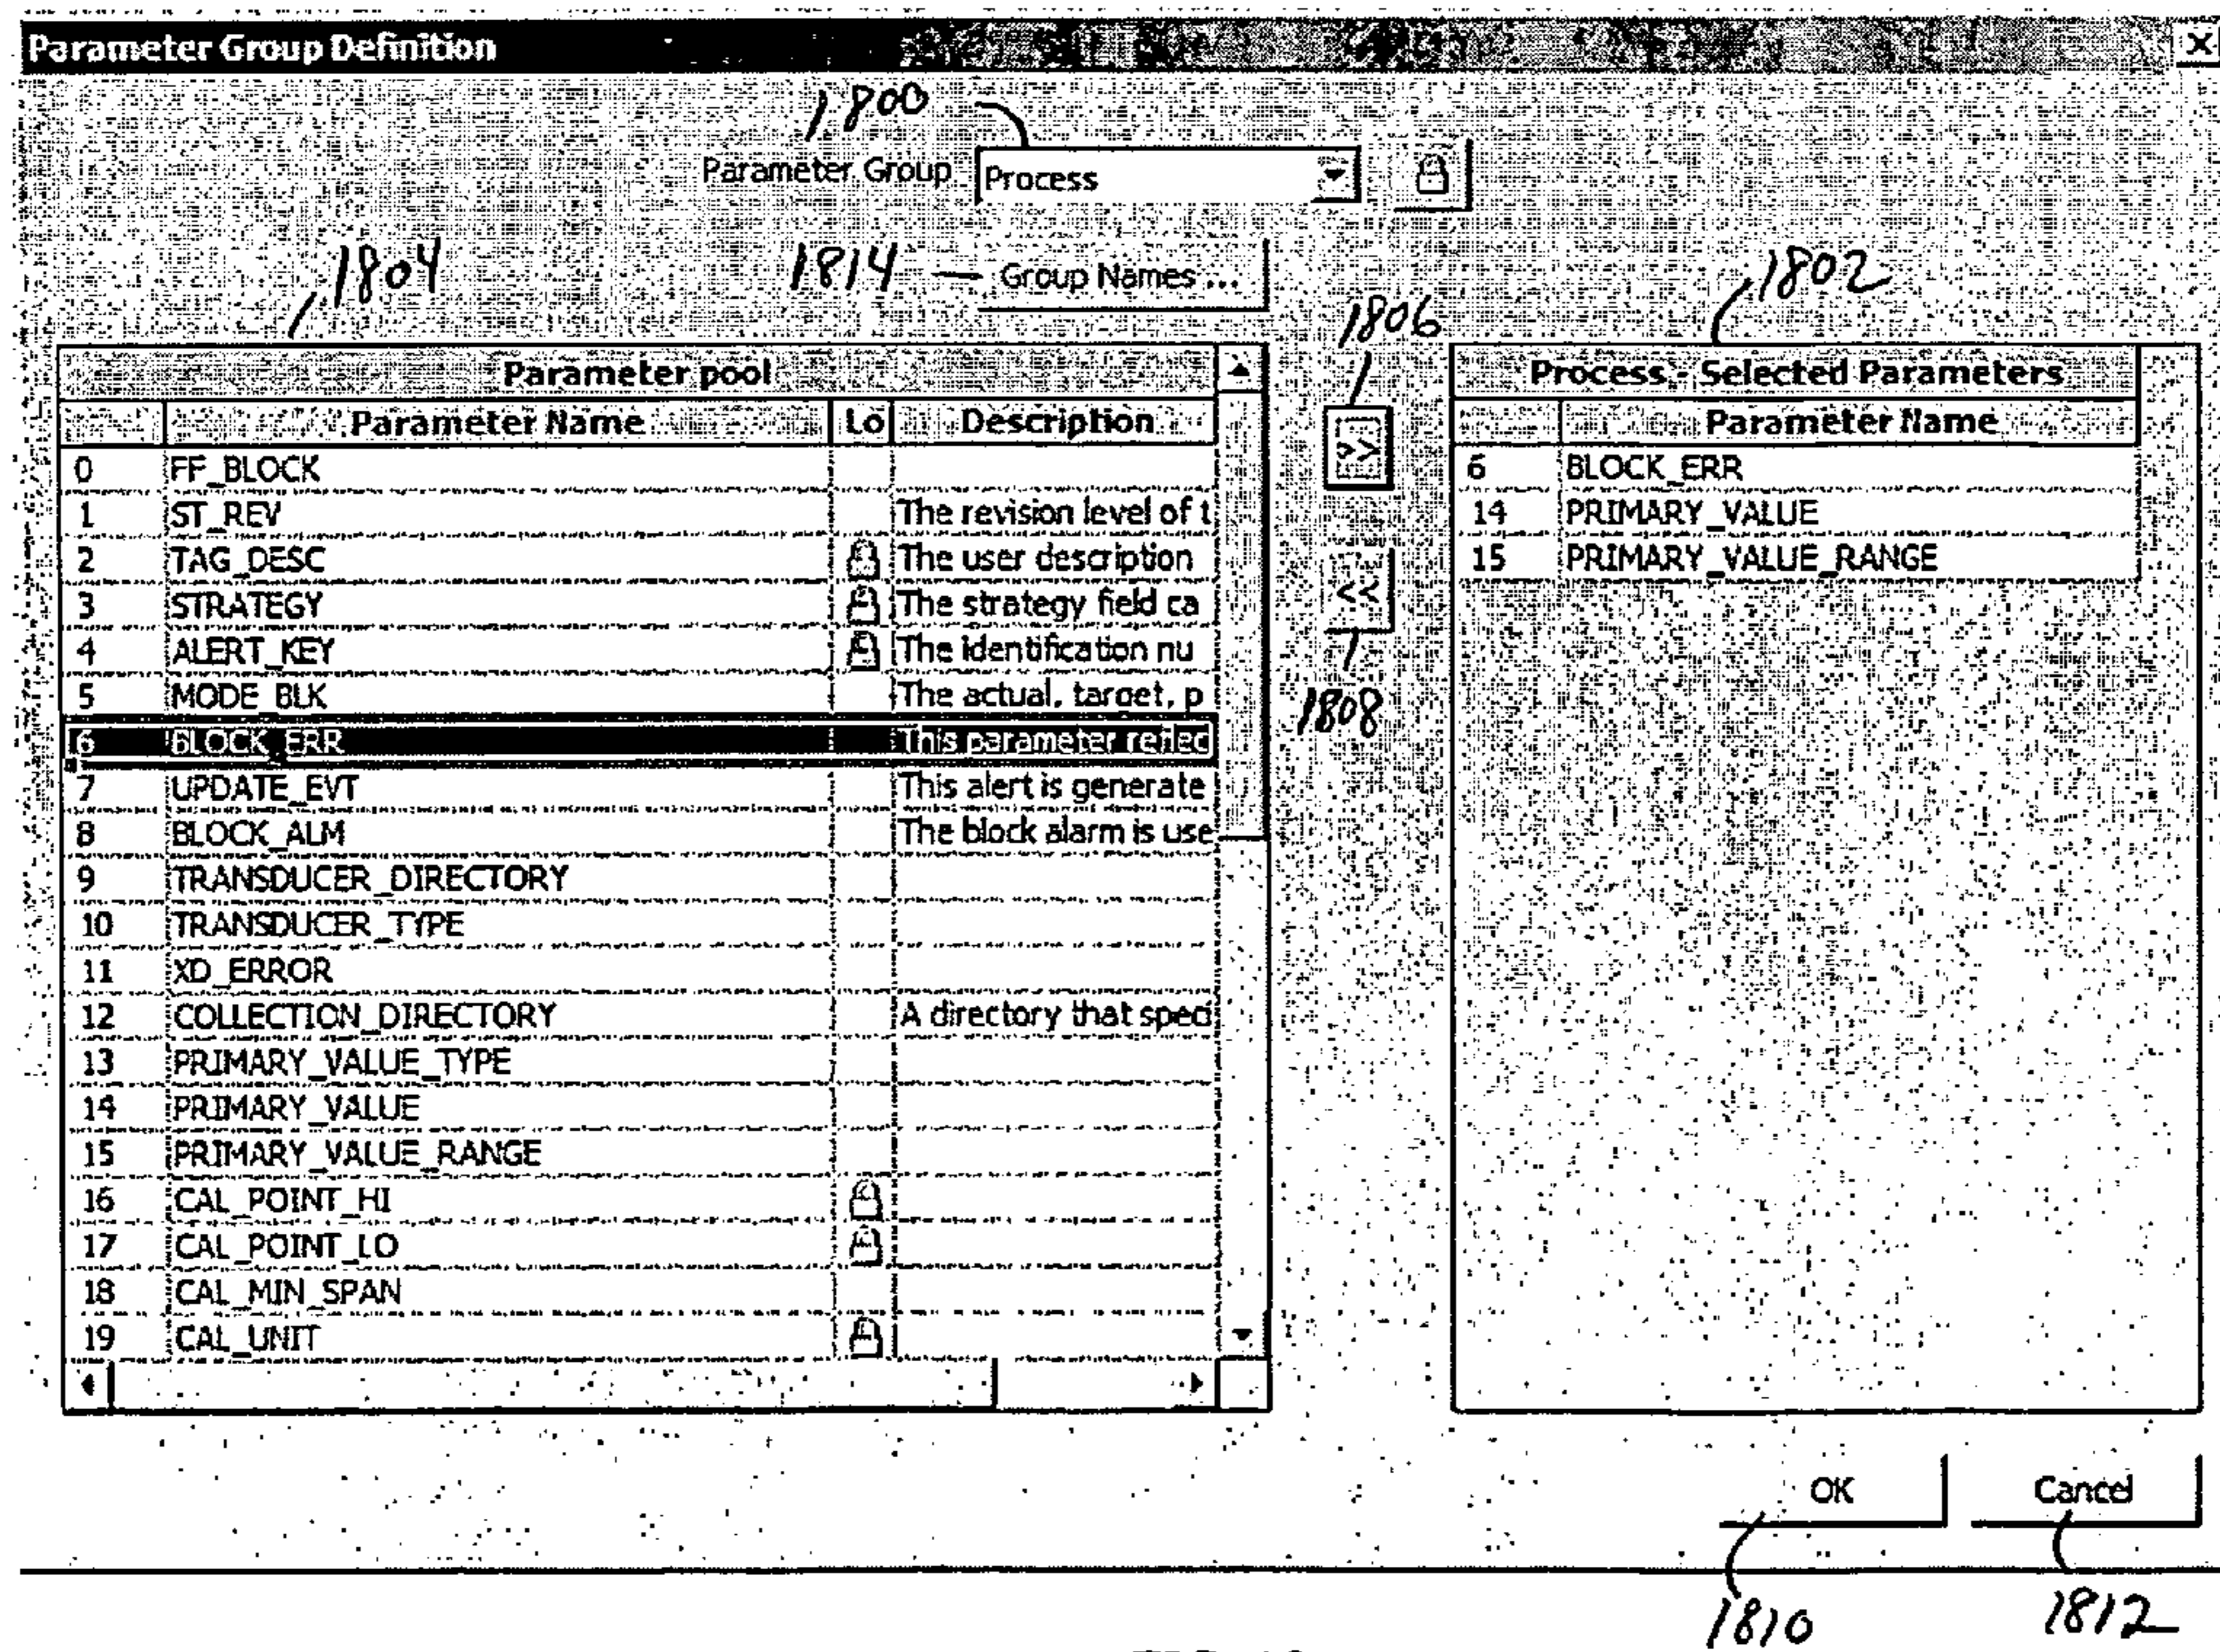 Parameter Group Definition
1800
Parameter Group Process
1804
1814 Group Names ...
1802
1806
Parameter pool
Parameter Name Lo Description
0 FF_BLOCK
1 ST_REV The revision level of t
2 TAG_DESC The user description
3 STRATEGY The strategy field ca
4 ALERT_KEY The identification nu
5 MODE_BLK The actual, target, p
6 BLOCK_ERR This parameter reflec
7 UPDATE_EVT This alert is generate
8 BLOCK_ALM The block alarm is use
9 TRANSDUCER_DIRECTORY
10 TRANSDUCER_TYPE
11 XD_ERROR
12 COLLECTION_DIRECTORY A directory that speci
13 PRIMARY_VALUE_TYPE
14 PRIMARY_VALUE
15 PRIMARY_VALUE_RANGE
16 CAL_POINT_HI
17 CAL_POINT_LO
18 CAL_MIN_SPAN
19 CAL_UNIT
>>
<<
1808
Process - Selected Parameters
Parameter Name
6 BLOCK_ERR
14 PRIMARY_VALUE
15 PRIMARY_VALUE_RANGE
OK Cancel
1810 1812